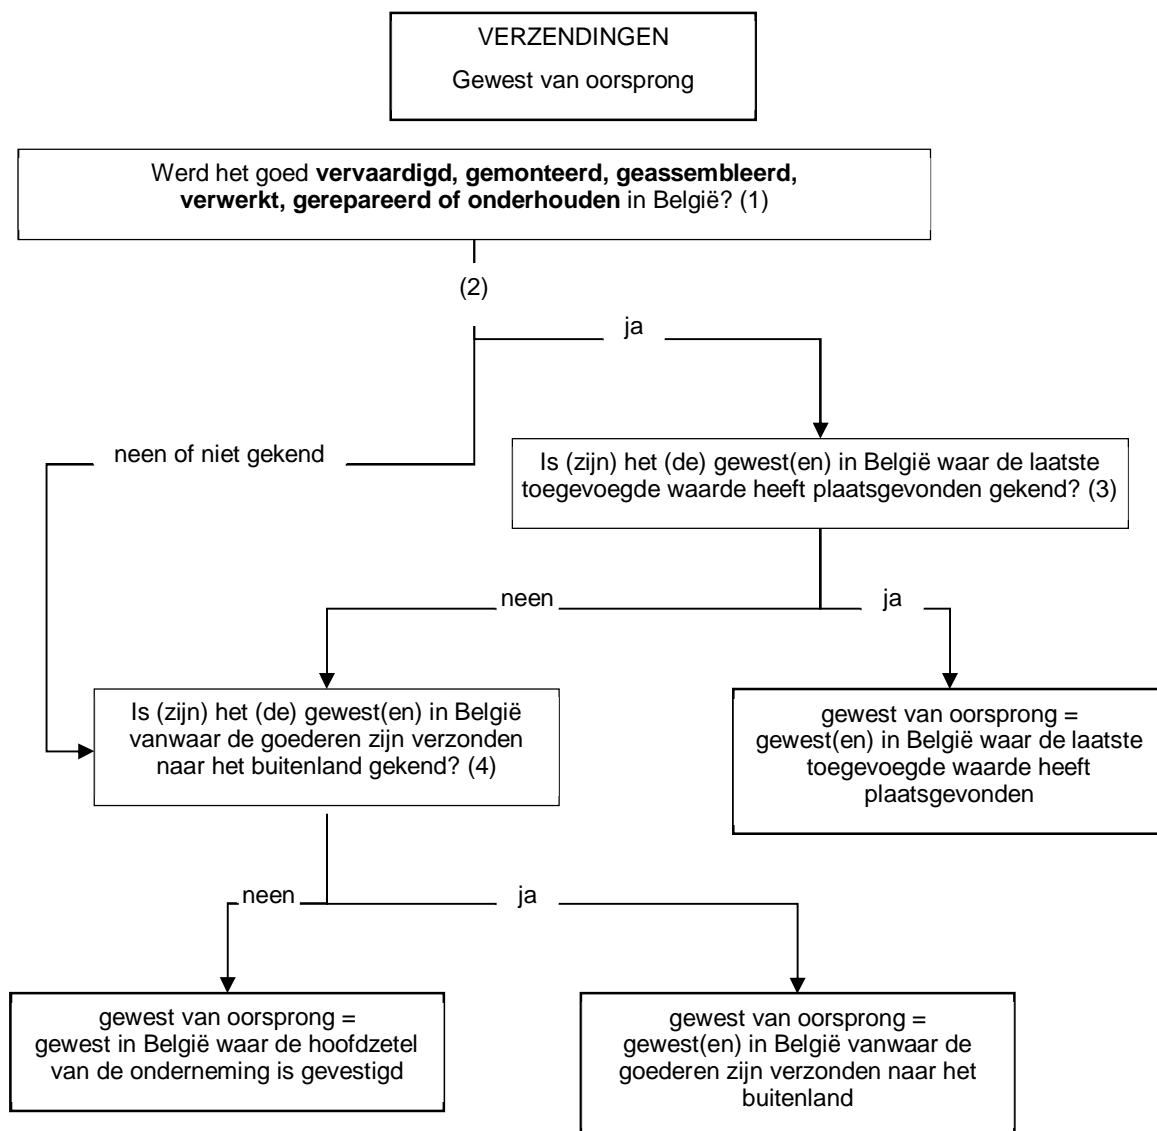 VERZENDINGEN
Gewest van oorsprong
Werd het goed vervaardigd, gemonteerd, geassembleerd,
verwerkt, gerepareerd of onderhouden in België? (1)
(2)
ja
neen of niet gekend
Is (zijn) het (de) gewest(en) in België waar de laatste
toegevoegde waarde heeft plaatsgevonden gekend? (3)
neen
ja
Is (zijn) het (de) gewest(en) in België
vanwaar de goederen zijn verzonden
naar het buitenland gekend? (4)
gewest van oorsprong =
gewest(en) in België waar de laatste
toegevoegde waarde heeft
plaatsgevonden
neen
ja
gewest van oorsprong =
gewest in België waar de hoofdzetel
van de onderneming is gevestigd
gewest van oorsprong =
gewest(en) in België vanwaar de
goederen zijn verzonden naar het
buitenland